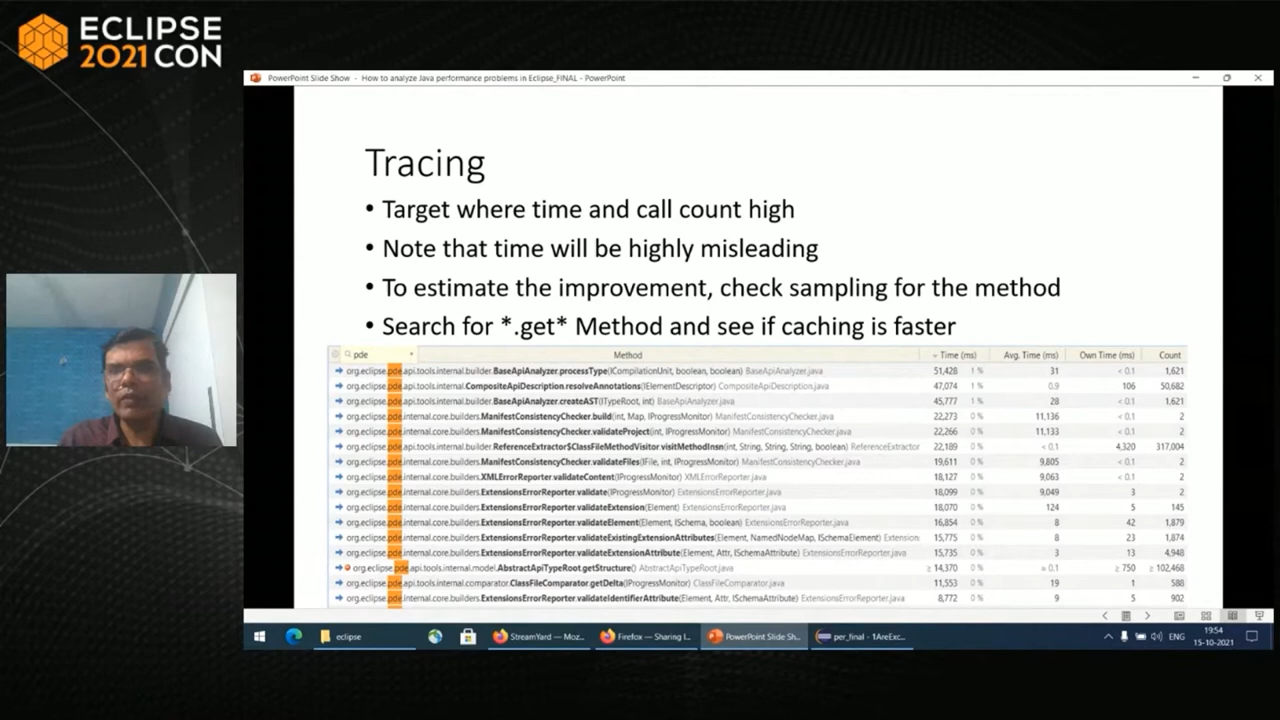 ECLIPSE
2021 CON
PowerPoint Slide Show - How to analyze Java performance problems in Eclipse_FINAL - PowerPoint
Tracing
• Target where time and call count high
• Note that time will be highly misleading
• To estimate the improvement, check sampling for the method
• Search for *.get* Method and see if caching is faster
pde Method Time (ms) Avg. Time (ms) Own Time (ms) Count
org.eclipse.pde.api.tools.internal.builder.BaseApiAnalyzer.processType(ICompilationUnit, boolean, boolean) BaseApiAnalyzer.java 51,428 1 % 31 < 0.1 1,621
org.eclipse.pde.api.tools.internal.CompositeApiDescription.resolveAnnotations(IElementDescriptor) CompositeApiDescription.java 47,074 1 % 0.9 106 50,682
org.eclipse.pde.api.tools.internal.builder.BaseApiAnalyzer.createAST(ITypeRoot, int) BaseApiAnalyzer.java 45,777 1 % 28 < 0.1 1,621
org.eclipse.pde.internal.core.builders.ManifestConsistencyChecker.build(int, Map, IProgressMonitor) ManifestConsistencyChecker.java 22,273 0 % 11,136 < 0.1 2
org.eclipse.pde.internal.core.builders.ManifestConsistencyChecker.validateProject(int, IProgressMonitor) ManifestConsistencyChecker.java 22,266 0 % 11,133 < 0.1 2
org.eclipse.pde.api.tools.internal.builder.ReferenceExtractor$ClassFileMethodVisitor.visitMethodInsn(int, String, String, String, boolean) ReferenceExtractor 22,189 0 % < 0.1 4,320 317,004
org.eclipse.pde.internal.core.builders.ManifestConsistencyChecker.validateFiles(IFile, int, IProgressMonitor) ManifestConsistencyChecker.java 19,611 0 % 9,805 < 0.1 2
org.eclipse.pde.internal.core.builders.XMLErrorReporter.validateContent(IProgressMonitor) XMLErrorReporter.java 18,127 0 % 9,063 < 0.1 2
org.eclipse.pde.internal.core.builders.ExtensionsErrorReporter.validate(IProgressMonitor) ExtensionsErrorReporter.java 18,099 0 % 9,049 3 2
org.eclipse.pde.internal.core.builders.ExtensionsErrorReporter.validateExtension(Element) ExtensionsErrorReporter.java 18,070 0 % 124 5 145
org.eclipse.pde.internal.core.builders.ExtensionsErrorReporter.validateElement(Element, ISchema, boolean) ExtensionsErrorReporter.java 16,854 0 % 8 42 1,879
org.eclipse.pde.internal.core.builders.ExtensionsErrorReporter.validateExistingExtensionAttributes(Element, NamedNodeMap, ISchemaElement) Extension 15,775 0 % 8 23 1,874
org.eclipse.pde.internal.core.builders.ExtensionsErrorReporter.validateExtensionAttribute(Element, Attr, ISchemaAttribute) ExtensionsErrorReporter.java 15,735 0 % 3 13 4,948
org.eclipse.pde.api.tools.internal.model.AbstractApiTypeRoot.getStructure() AbstractApiTypeRoot.java ≥ 14,370 0 % ≈ 0.1 ≥ 750 ≥ 102,468
org.eclipse.pde.api.tools.internal.comparator.ClassFileComparator.getDelta(IProgressMonitor) ClassFileComparator.java 11,553 0 % 19 1 588
org.eclipse.pde.internal.core.builders.ExtensionsErrorReporter.validateIdentifierAttribute(Element, Attr, ISchemaAttribute) ExtensionsErrorReporter.java 8,772 0 % 9 5 902
eclipse StreamYard — Moz... Firefox — Sharing I... PowerPoint Slide Sh... per_final - 1AreExc... ENG 19:54
15-10-2021